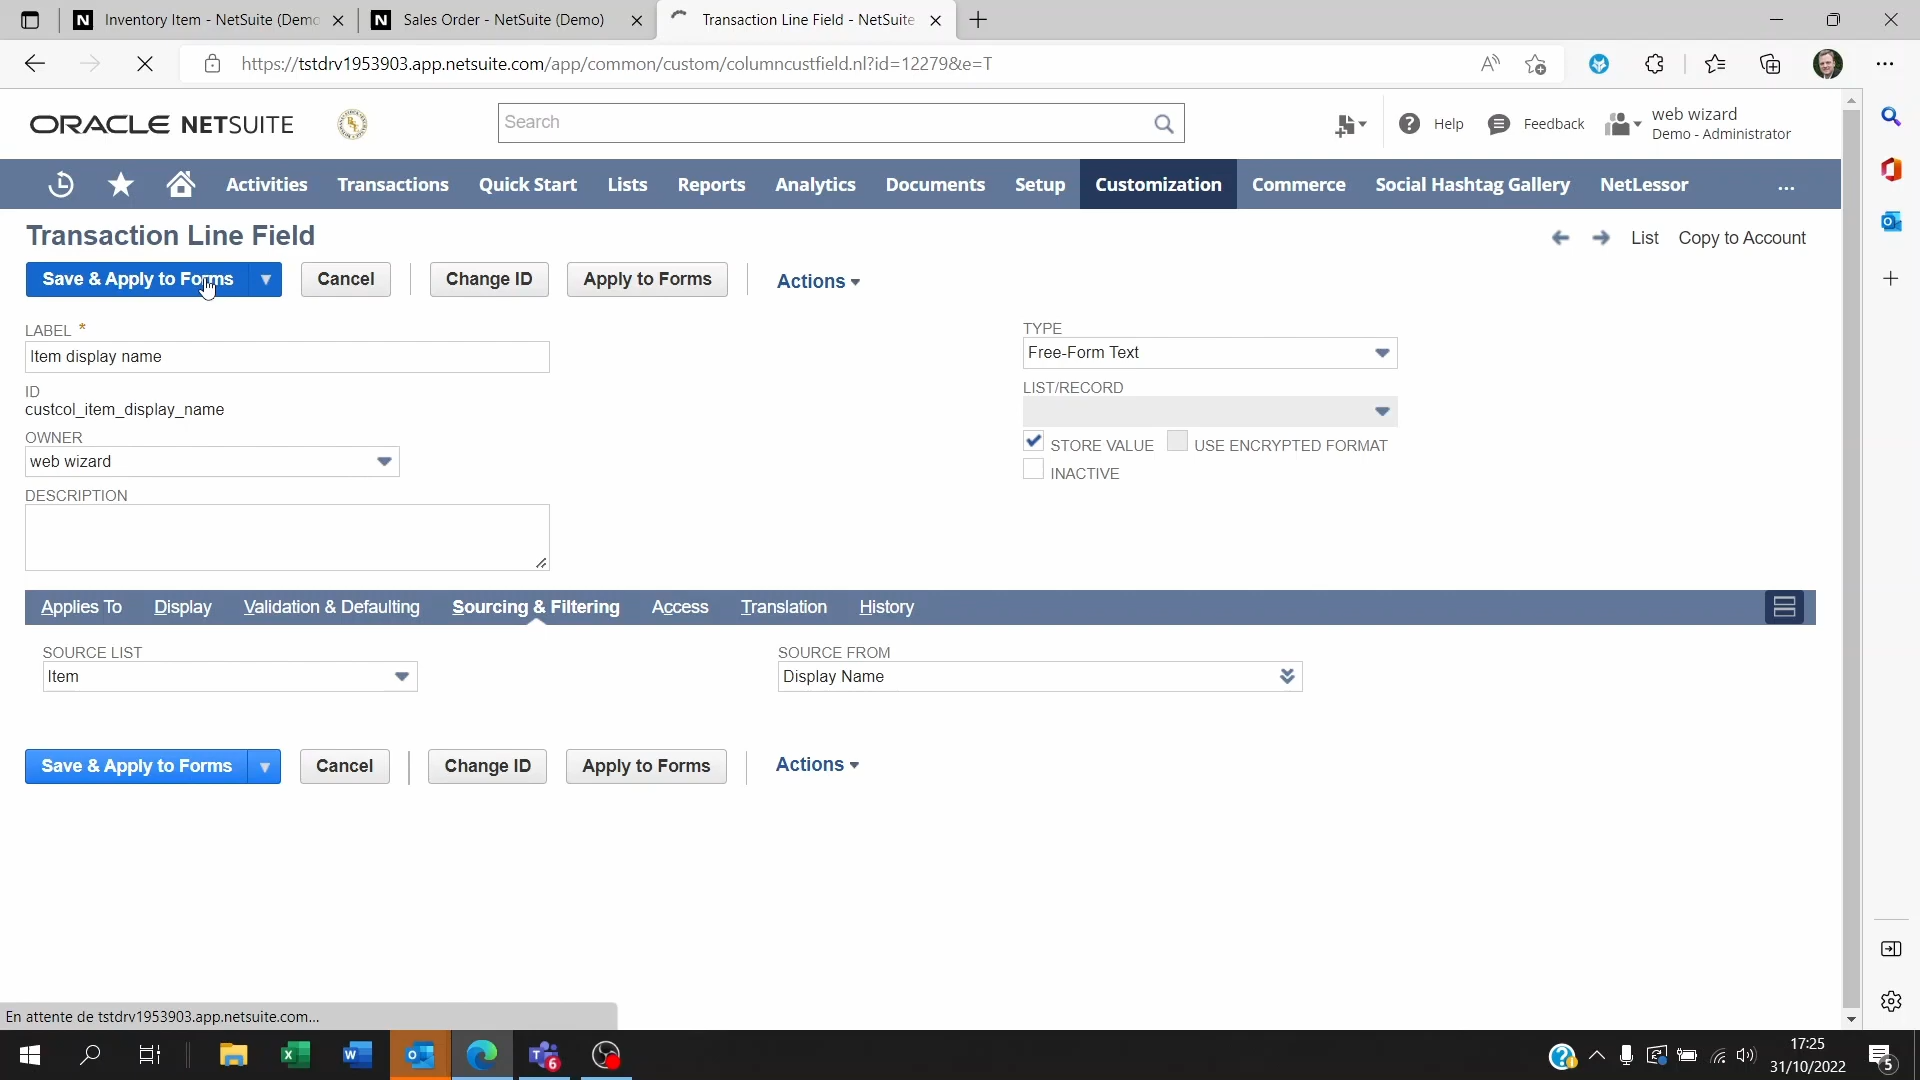 Inventory Item - NetSuite (Demo
Sales Order - NetSuite (Demo)
Transaction Line Field - NetSuite
https://tstdrv1953903.app.netsuite.com/app/common/custom/columncustfield.nl?id=12279&e=T
ORACLE NETSUITE
Search
Help
Feedback
web wizard
Demo - Administrator
Activities
Transactions
Quick Start
Lists
Reports
Analytics
Documents
Setup
Customization
Commerce
Social Hashtag Gallery
NetLessor
Transaction Line Field
List
Copy to Account
Save & Apply to Forms
Cancel
Change ID
Apply to Forms
Actions
LABEL *
Item display name
ID
custcol_item_display_name
OWNER
web wizard
DESCRIPTION
TYPE
Free-Form Text
LIST/RECORD
STORE VALUE
USE ENCRYPTED FORMAT
INACTIVE
Applies To
Display
Validation & Defaulting
Sourcing & Filtering
Access
Translation
History
SOURCE LIST
Item
SOURCE FROM
Display Name
Save & Apply to Forms
Cancel
Change ID
Apply to Forms
Actions
En attente de tstdrv1953903.app.netsuite.com...
6
17:25
31/10/2022
5